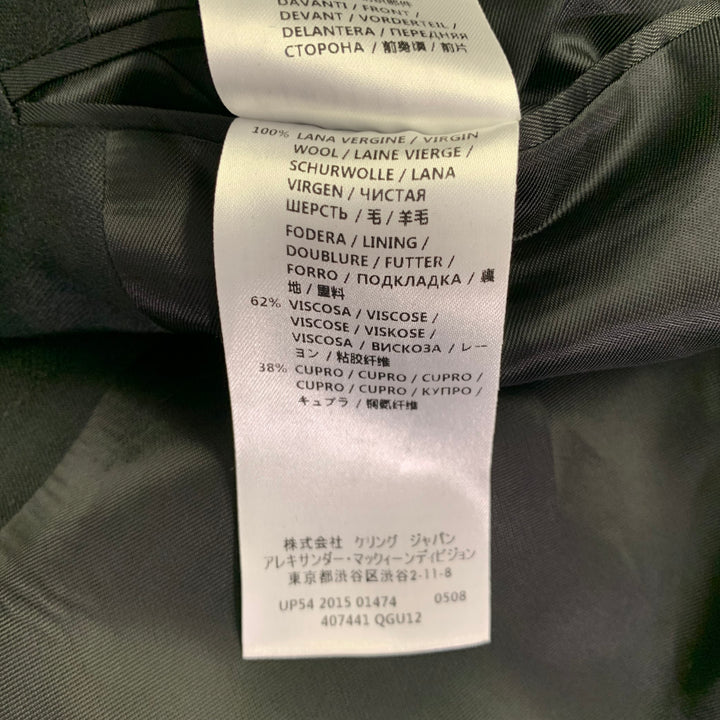 DAVANTI / FRONT /
DEVANT / VORDERTEIL /
DELANTERA / ПЕРЕДНЯЯ
СТОРОНА / 前身頃 / 前片
100% LANA VERGINE / VIRGIN
WOOL / LAINE VIERGE /
SCHURWOLLE / LANA
VIRGEN / ЧИСТАЯ
ШЕРСТЬ / 毛 / 羊毛
FODERA / LINING /
DOUBLURE / FUTTER /
FORRO / ПОДКЛАДКА / 裏
地 / 里料
62% VISCOSA / VISCOSE /
VISCOSE / VISKOSE /
VISCOSA / ВИСКОЗА / レー
ヨン / 粘胶纤维
38% CUPRO / CUPRO / CUPRO /
CUPRO / CUPRO / КУПРО /
キュプラ / 铜氨纤维
株式会社 ケリング ジャパン
アレキサンダー・マックィーンディビジョン
東京都渋谷区渋谷2-11-8
UP54 2015 01474 0508
407441 QGU12